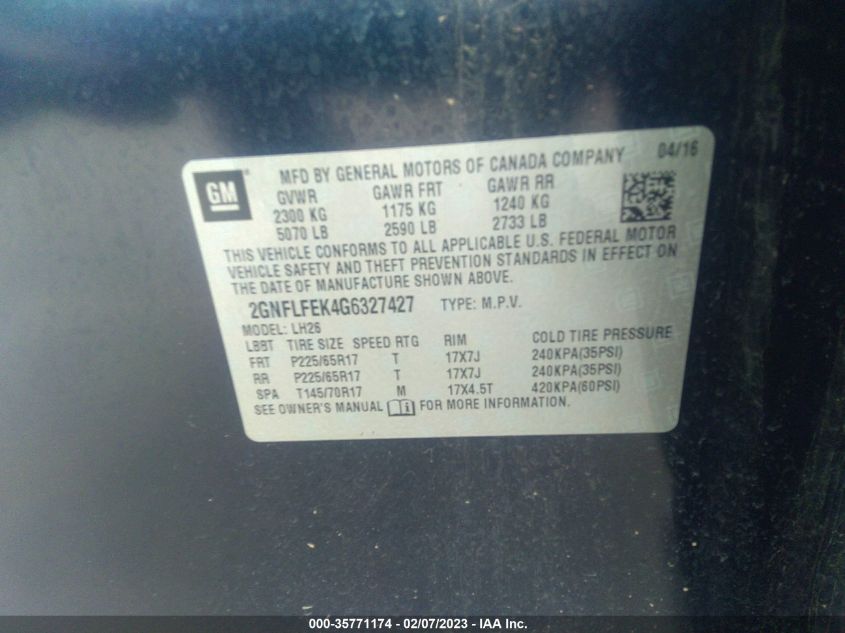 GM ® MFD BY GENERAL MOTORS OF CANADA COMPANY 04/16
GVWR GAWR FRT GAWR RR
2300 KG 1175 KG 1240 KG
5070 LB 2590 LB 2733 LB
THIS VEHICLE CONFORMS TO ALL APPLICABLE U.S. FEDERAL MOTOR
VEHICLE SAFETY AND THEFT PREVENTION STANDARDS IN EFFECT ON
THE DATE OF MANUFACTURE SHOWN ABOVE.
2GNFLFEK4G6327427 TYPE: M.P.V.
MODEL: LH26
LBBT TIRE SIZE SPEED RTG RIM COLD TIRE PRESSURE
FRT P225/65R17 T 17X7J 240KPA(35PSI)
RR P225/65R17 T 17X7J 240KPA(35PSI)
SPA T145/70R17 M 17X4.5T 420KPA(60PSI)
SEE OWNER'S MANUAL FOR MORE INFORMATION.
000-35771174 - 02/07/2023 - IAA Inc.